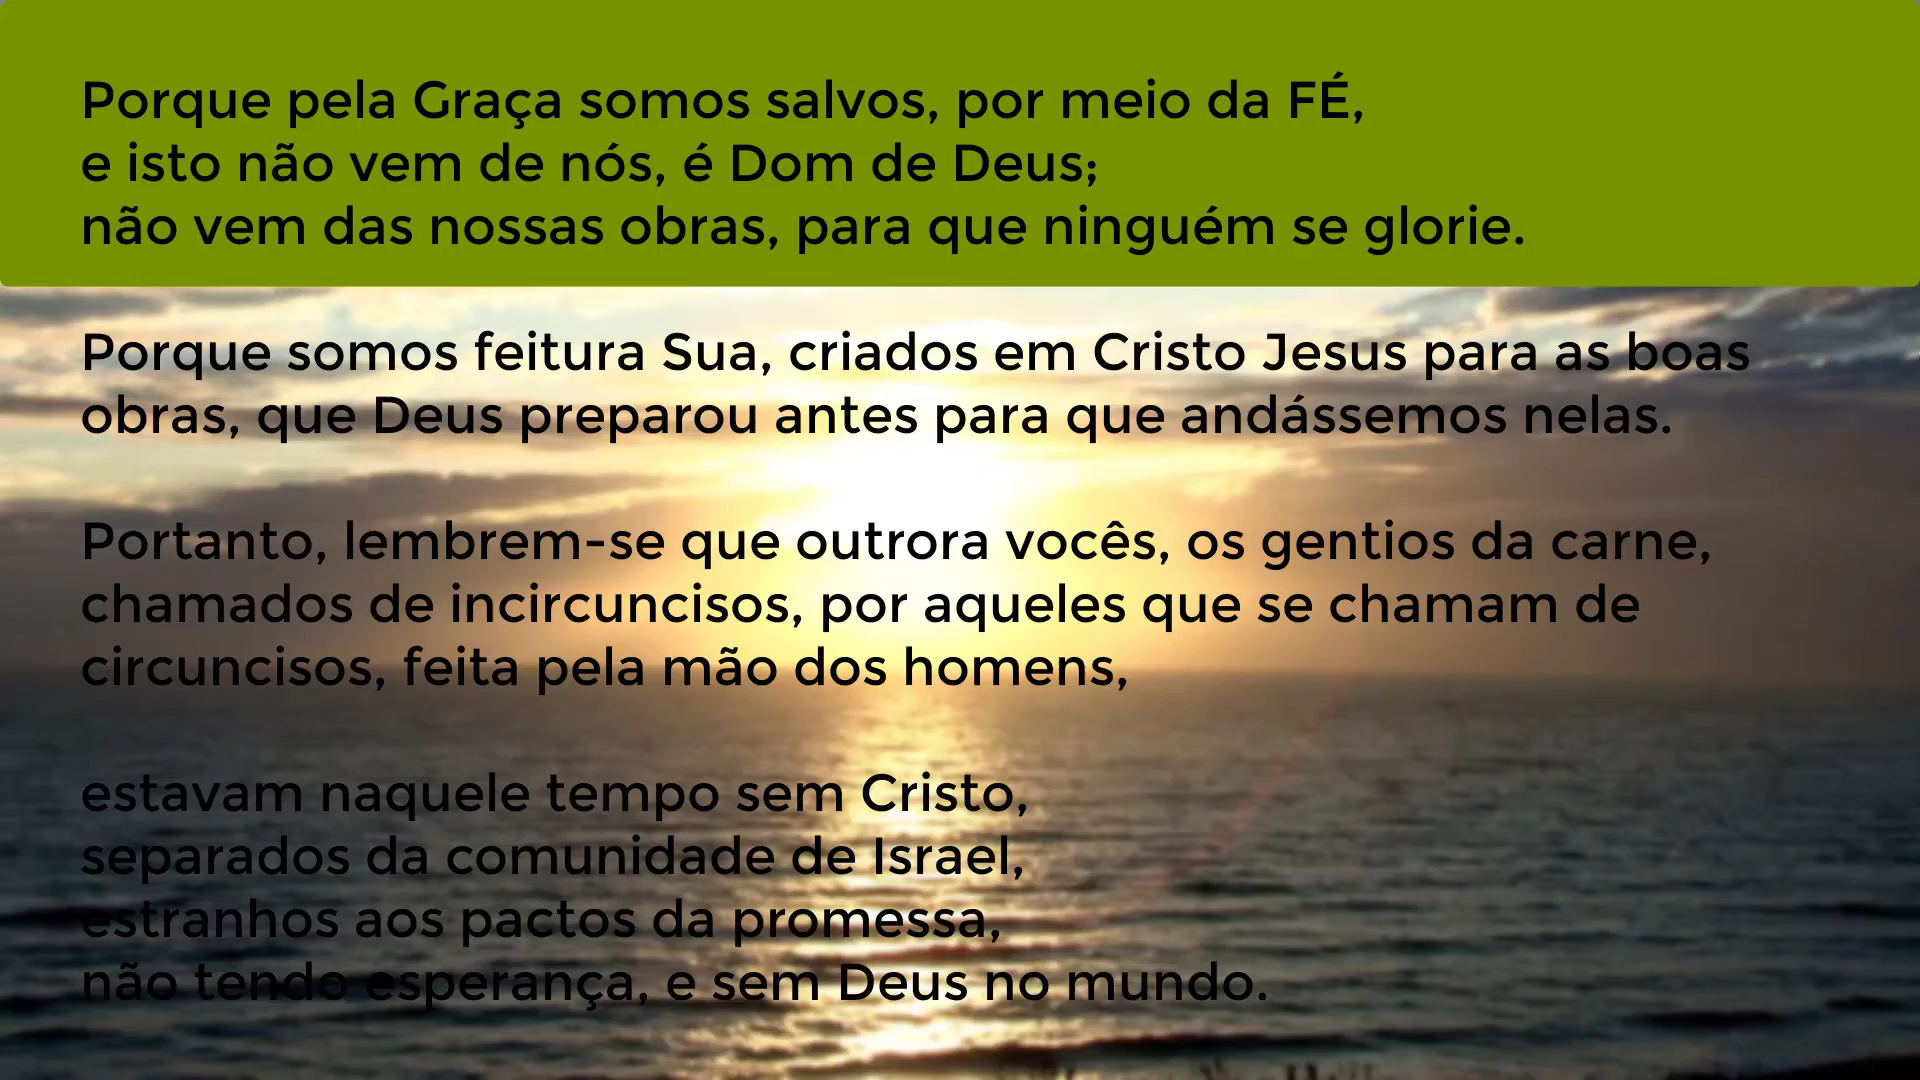 Porque pela Graça somos salvos, por meio da FÉ,
e isto não vem de nós, é Dom de Deus;
não vem das nossas obras, para que ninguém se glorie.
Porque somos feitura Sua, criados em Cristo Jesus para as boas
obras, que Deus preparou antes para que andássemos nelas.
Portanto, lembrem-se que outrora vocês, os gentios da carne,
chamados de incircuncisos, por aqueles que se chamam de
circuncisos, feita pela mão dos homens,
estavam naquele tempo sem Cristo,
separados da comunidade de Israel,
estranhos aos pactos da promessa,
não tendo esperança, e sem Deus no mundo.